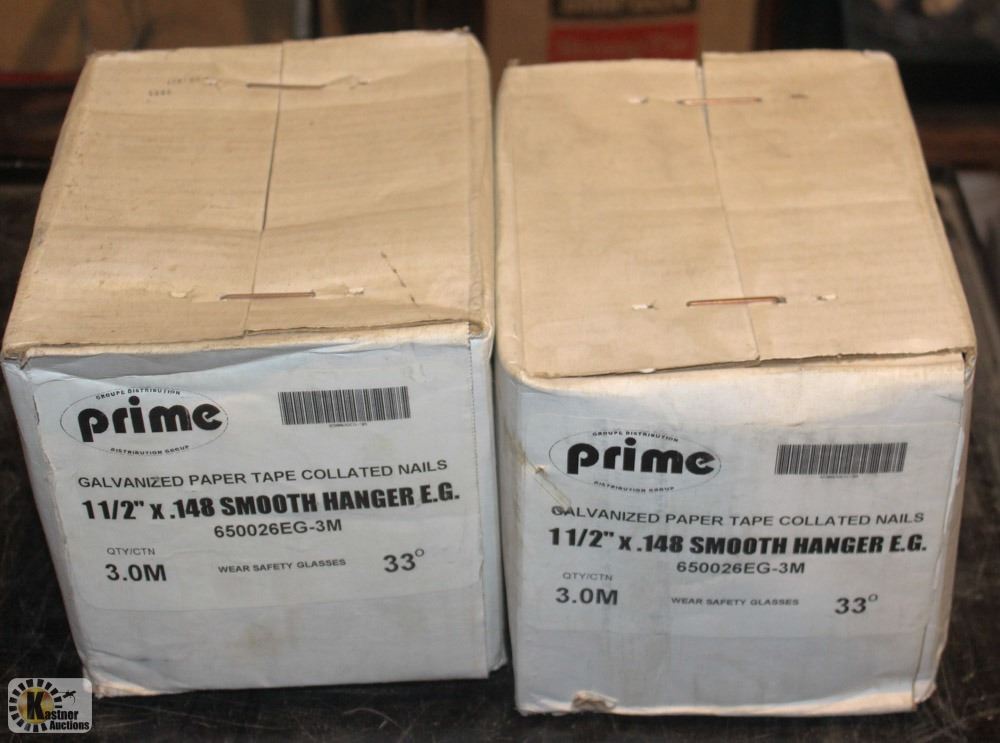 GROUPE DISTRIBUTION
prime
DISTRIBUTION GROUP
GALVANIZED PAPER TAPE COLLATED NAILS
1 1/2" x .148 SMOOTH HANGER E.G.
650026EG-3M
QTY/CTN
3.0M
WEAR SAFETY GLASSES
33°
GROUPE DISTRIBUTION
prime
DISTRIBUTION GROUP
GALVANIZED PAPER TAPE COLLATED NAILS
1 1/2" x .148 SMOOTH HANGER E.G.
650026EG-3M
QTY/CTN
3.0M
WEAR SAFETY GLASSES
33°
Kastner
Auctions